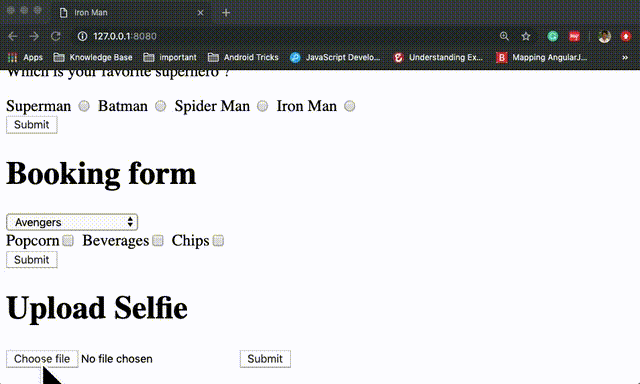 Iron Man
127.0.0.1:8080
Apps Knowledge Base important Android Tricks JavaScript Develo... Understanding Ex... Mapping AngularJ... »
Which is your favorite superhero ?
Superman Batman Spider Man Iron Man
Submit
Booking form
Avengers
Popcorn Beverages Chips
Submit
Upload Selfie
Choose file No file chosen Submit